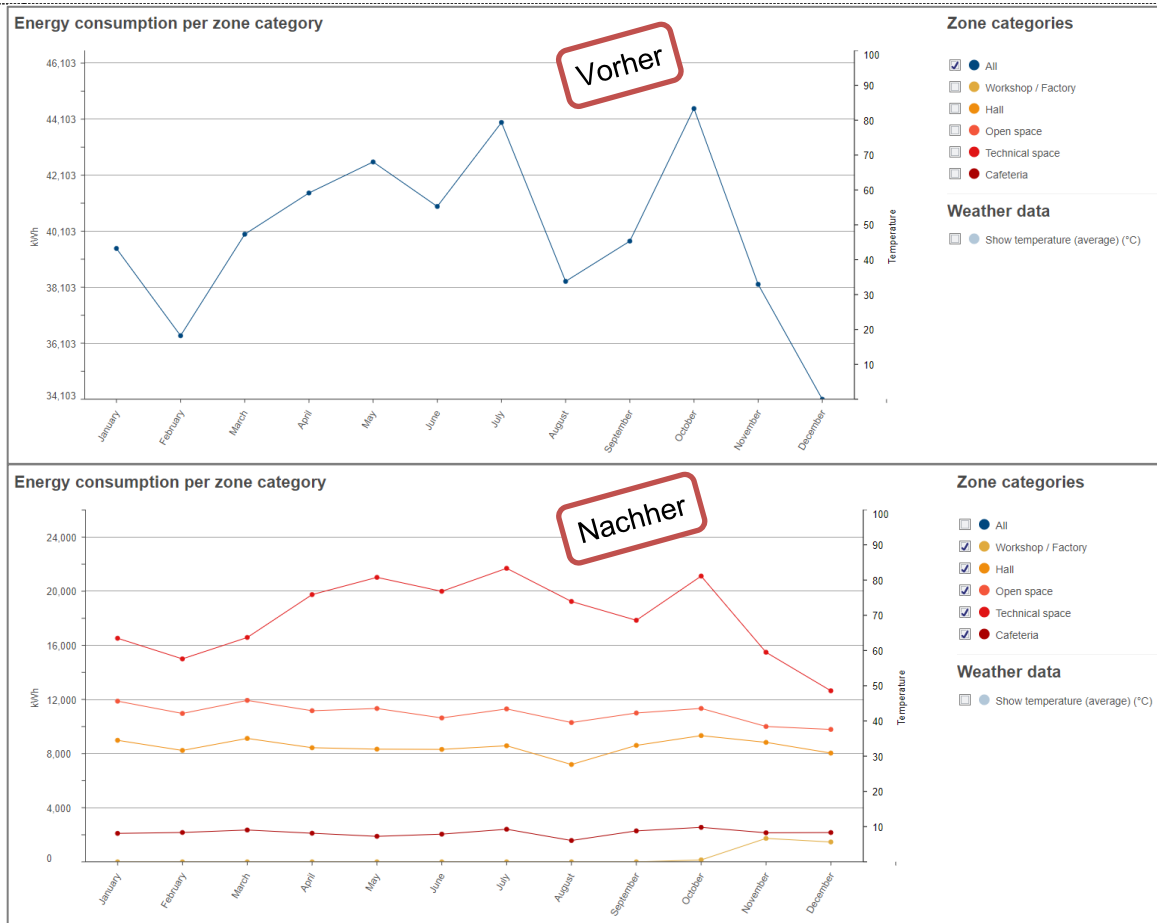 Energy consumption per zone category
Vorher
46,103
44,103
42,103
40,103
38,103
36,103
34,103
kWh
100
90
80
70
60
50
40
30
20
10
Temperature
January
February
March
April
May
June
July
August
September
October
November
December
Zone categories
All
Workshop / Factory
Hall
Open space
Technical space
Cafeteria
Weather data
Show temperature (average) (°C)
Energy consumption per zone category
Nachher
24,000
20,000
16,000
12,000
8,000
4,000
0
kWh
100
90
80
70
60
50
40
30
20
10
Temperature
January
February
March
April
May
June
July
August
September
October
November
December
Zone categories
All
Workshop / Factory
Hall
Open space
Technical space
Cafeteria
Weather data
Show temperature (average) (°C)